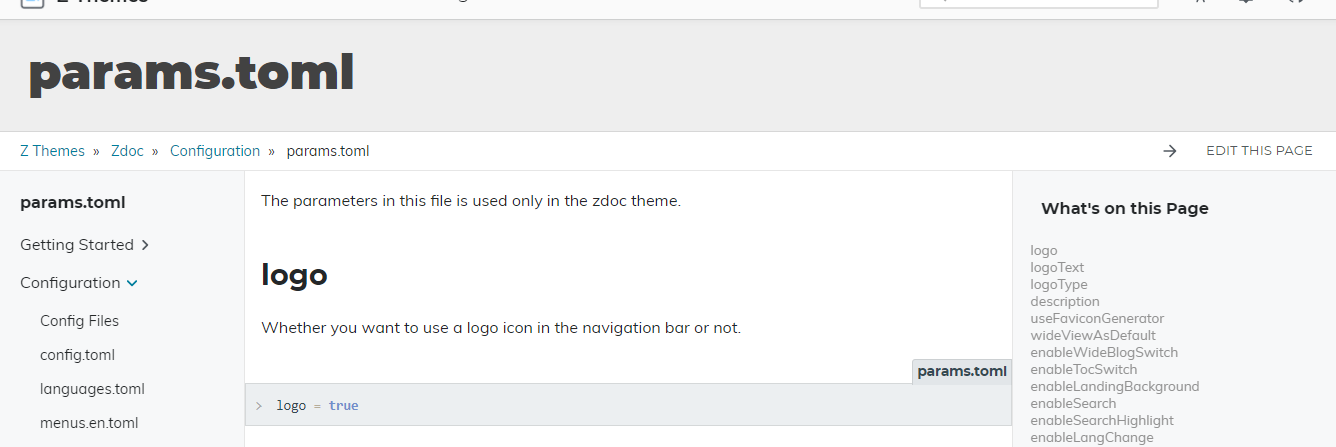 Z Themes
params.toml
Z Themes » Zdoc » Configuration » params.toml
EDIT THIS PAGE
params.toml
Getting Started
Configuration
Config Files
config.toml
languages.toml
menus.en.toml
The parameters in this file is used only in the zdoc theme.
logo
Whether you want to use a logo icon in the navigation bar or not.
params.toml
logo = true
What's on this Page
logo
logoText
logoType
description
useFaviconGenerator
wideViewAsDefault
enableWideBlogSwitch
enableTocSwitch
enableLandingBackground
enableSearch
enableSearchHighlight
enableLangChange